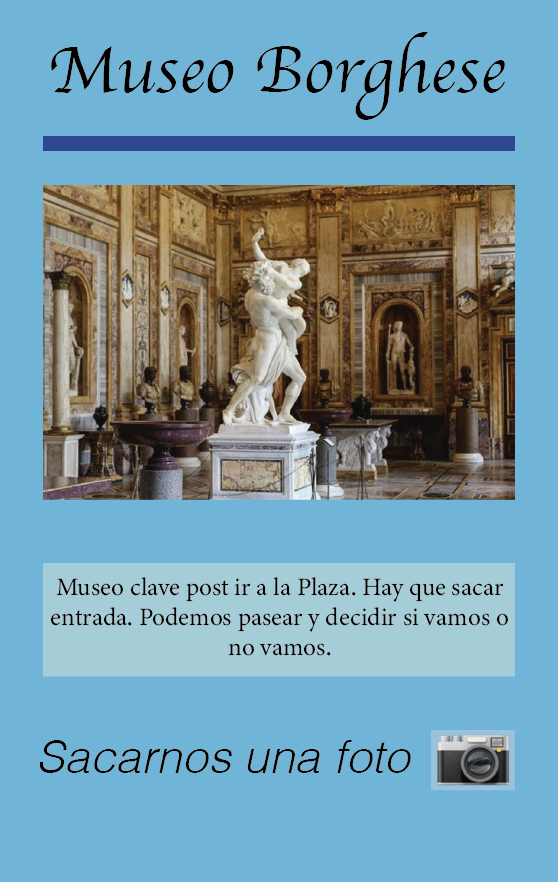 Museo Borghese
Museo clave post ir a la Plaza. Hay que sacar
entrada. Podemos pasear y decidir si vamos o
no vamos.
Sacarnos una foto